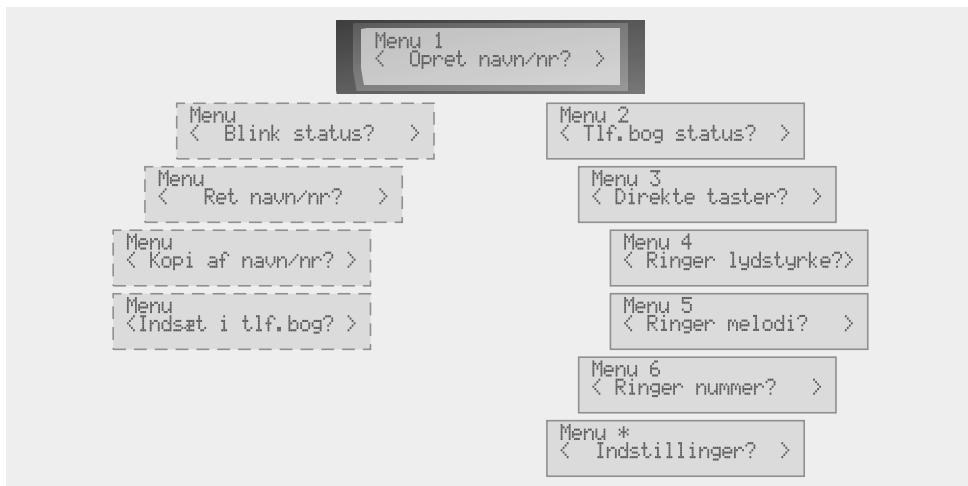 Menu 1
< Opret navn/nr? >
Menu
< Blink status? >
Menu
< Ret navn/nr? >
Menu
< Kopi af navn/nr? >
Menu
<Indsæt i tlf.bog? >
Menu 2
< Tlf.bog status? >
Menu 3
< Direkte taster? >
Menu 4
< Ringer lydstyrke?>
Menu 5
< Ringer melodi? >
Menu 6
< Ringer nummer? >
Menu *
< Indstillinger? >